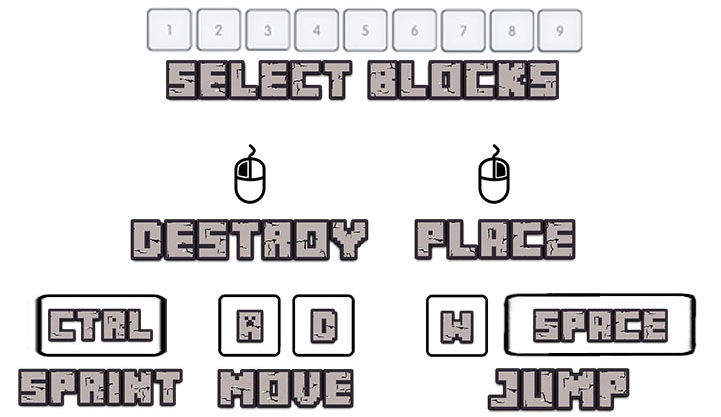 1 2 3 4 5 6 7 8 9
SELECT BLOCKS
DESTROY PLACE
CTRL A D W SPACE
SPRINT MOVE JUMP